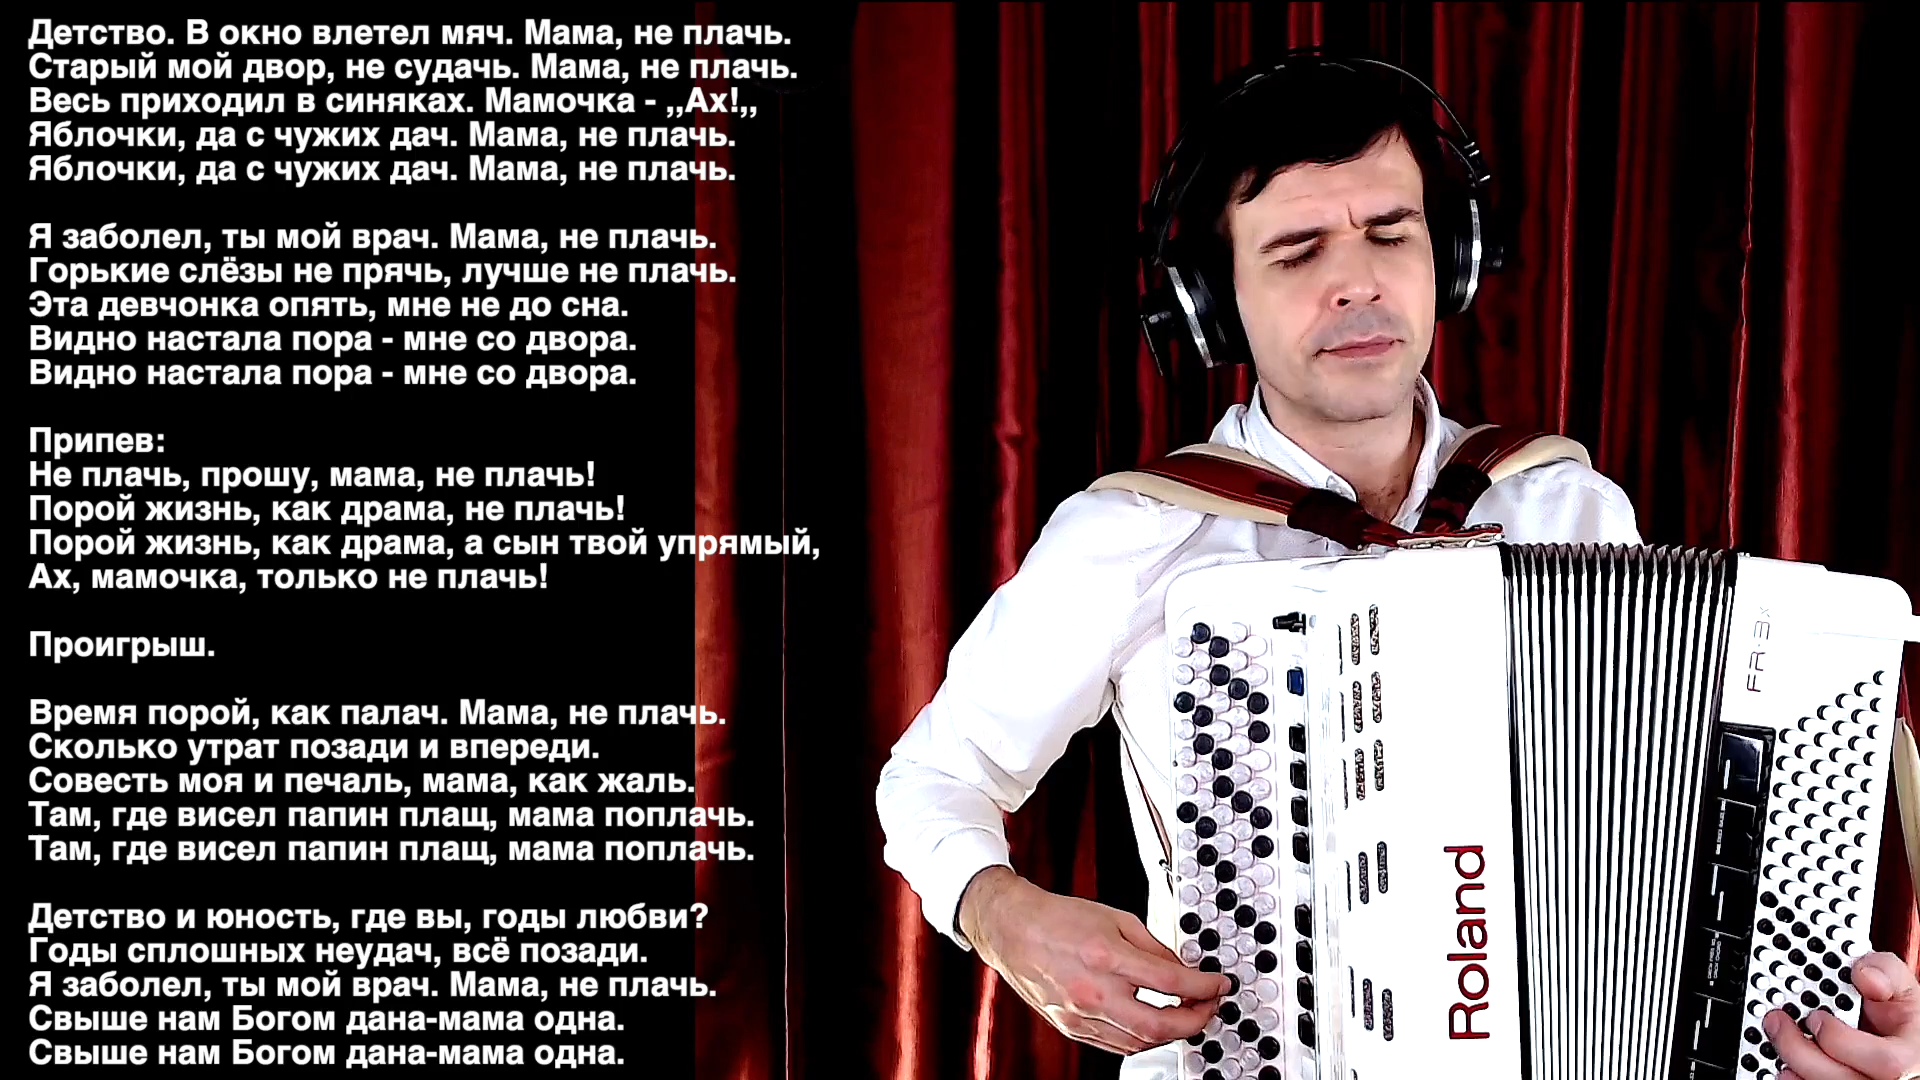 Детство. В окно влетел мяч. Мама, не плачь.
Старый мой двор, не судачь. Мама, не плачь.
Весь приходил в синяках. Мамочка - ,,Ах!,,
Яблочки, да с чужих дач. Мама, не плачь.
Яблочки, да с чужих дач. Мама, не плачь.
Я заболел, ты мой врач. Мама, не плачь.
Горькие слёзы не прячь, лучше не плачь.
Эта девчонка опять, мне не до сна.
Видно настала пора - мне со двора.
Видно настала пора - мне со двора.
Припев:
Не плачь, прошу, мама, не плачь!
Порой жизнь, как драма, не плачь!
Порой жизнь, как драма, а сын твой упрямый,
Ах, мамочка, только не плачь!
Проигрыш.
Время порой, как палач. Мама, не плачь.
Сколько утрат позади и впереди.
Совесть моя и печаль, мама, как жаль.
Там, где висел папин плащ, мама поплачь.
Там, где висел папин плащ, мама поплачь.
Детство и юность, где вы, годы любви?
Годы сплошных неудач, всё позади.
Я заболел, ты мой врач. Мама, не плачь.
Свыше нам Богом дана-мама одна.
Свыше нам Богом дана-мама одна.
Roland
FR-3x